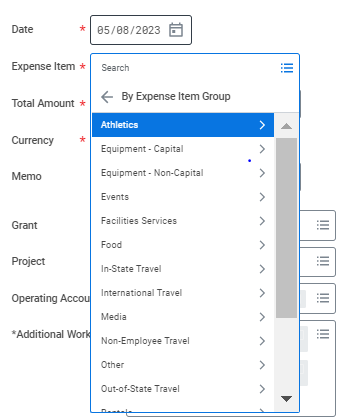 Date * 05/08/2023
Expense Item * Search
By Expense Item Group
Total Amount *
Athletics
Currency *
Equipment - Capital
Memo
Equipment - Non-Capital
Events
Grant
Facilities Services
Food
Project
In-State Travel
Operating Accou
International Travel
Media
*Additional Work
Non-Employee Travel
Other
Out-of-State Travel
Rentals